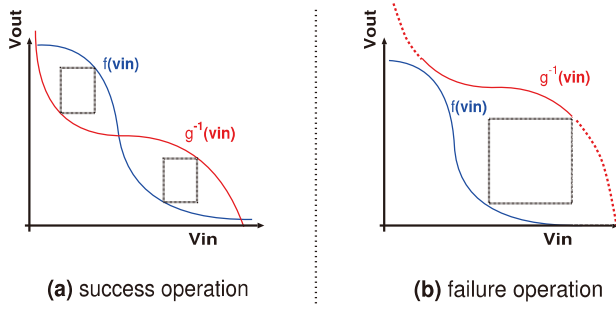 Vout
f(vin)
g-1(vin)
Vin
(a) success operation
Vout
g-1(vin)
f(vin)
Vin
(b) failure operation